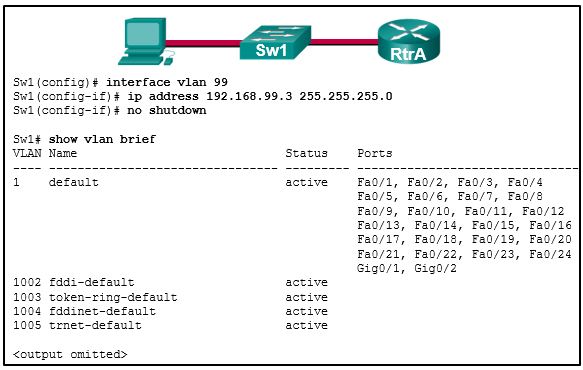 Sw1
RtrA
Sw1(config)# interface vlan 99
Sw1(config-if)# ip address 192.168.99.3 255.255.255.0
Sw1(config-if)# no shutdown
Sw1# show vlan brief
VLAN Name                             Status    Ports
---- -------------------------------- --------- -------------------------------
1    default                          active    Fa0/1, Fa0/2, Fa0/3, Fa0/4
                                                Fa0/5, Fa0/6, Fa0/7, Fa0/8
                                                Fa0/9, Fa0/10, Fa0/11, Fa0/12
                                                Fa0/13, Fa0/14, Fa0/15, Fa0/16
                                                Fa0/17, Fa0/18, Fa0/19, Fa0/20
                                                Fa0/21, Fa0/22, Fa0/23, Fa0/24
                                                Gig0/1, Gig0/2
1002 fddi-default                     active
1003 token-ring-default               active
1004 fddinet-default                  active
1005 trnet-default                    active
<output omitted>